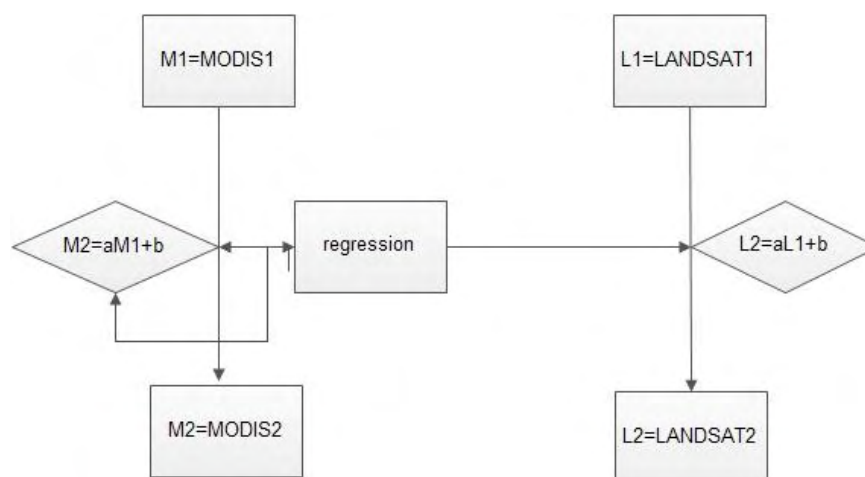 M1=MODIS1
L1=LANDSAT1
M2=aM1+b
regression
L2=aL1+b
M2=MODIS2
L2=LANDSAT2